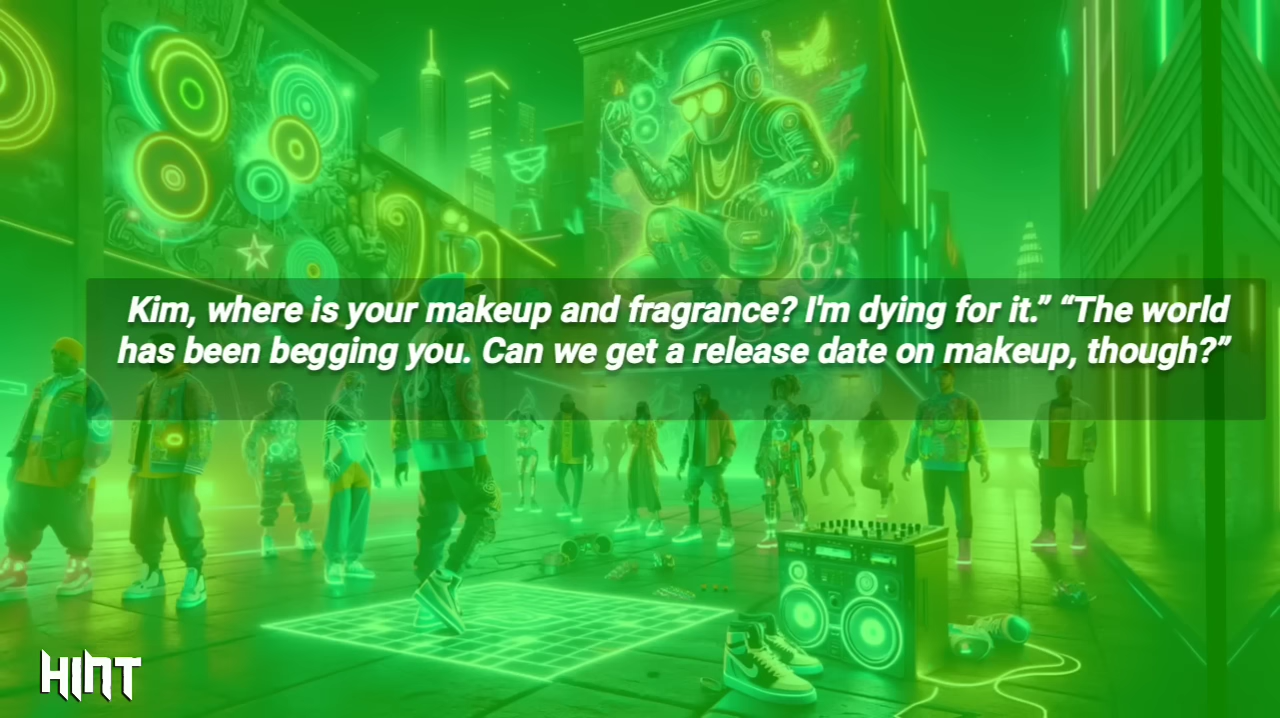 Kim, where is your makeup and fragrance? I'm dying for it.” “The world
has been begging you. Can we get a release date on makeup, though?”
HINT